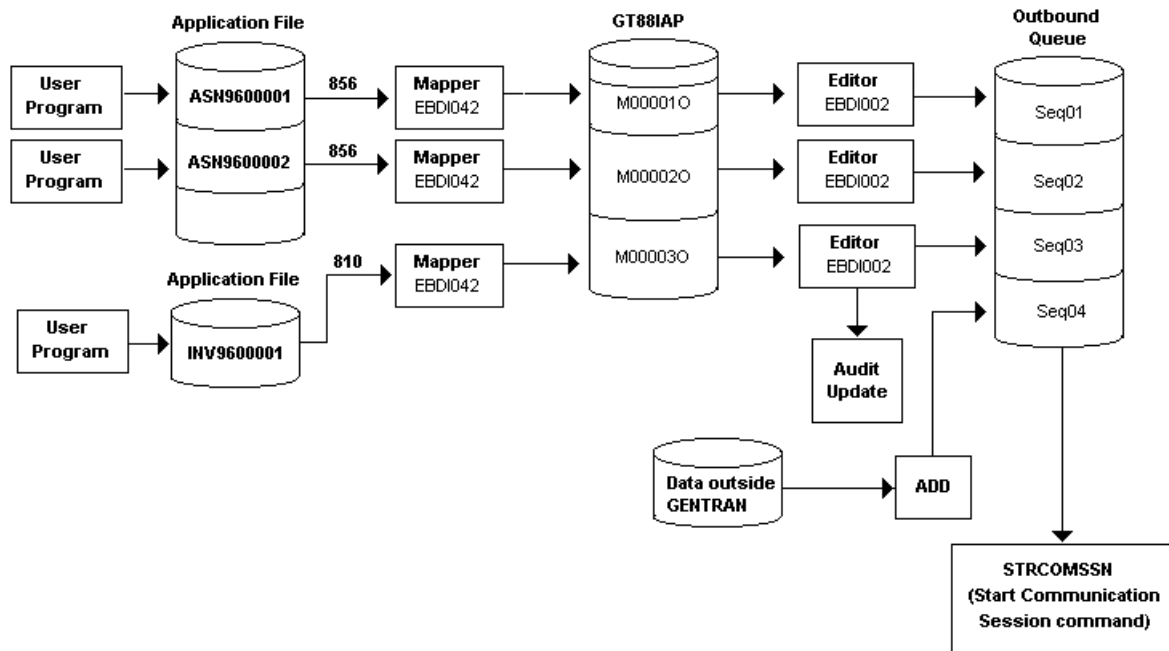 Application File
GT88IAP
Outbound
Queue
User
Program
ASN9600001
856
Mapper
EBDI042
M00001O
Editor
EBDI002
Seq01
User
Program
ASN9600002
856
Mapper
EBDI042
M00002O
Editor
EBDI002
Seq02
Application File
810
Mapper
EBDI042
M00003O
Editor
EBDI002
Seq03
User
Program
INV9600001
Seq04
Audit
Update
Data outside
GENTRAN
ADD
STRCOMSSN
(Start Communication
Session command)